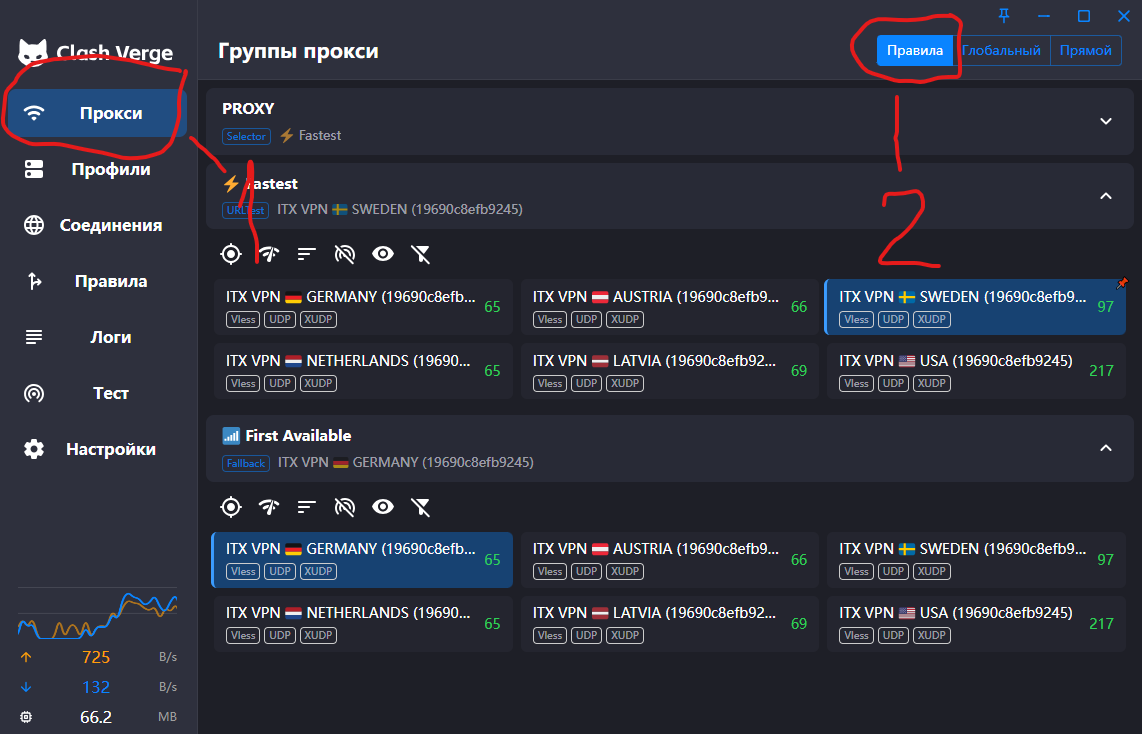 Clash Verge
Прокси
Профили
Соединения
Правила
Логи
Тест
Настройки
725 B/s
132 B/s
66.2 MB
Группы прокси
Правила Глобальный Прямой
1
2
PROXY
Selector Fastest
Fastest
URLTest ITX VPN SWEDEN (19690c8efb9245)
1
ITX VPN GERMANY (19690c8efb... 65
Vless UDP XUDP
ITX VPN AUSTRIA (19690c8efb9... 66
Vless UDP XUDP
ITX VPN SWEDEN (19690c8efb9... 97
Vless UDP XUDP
ITX VPN NETHERLANDS (19690... 65
Vless UDP XUDP
ITX VPN LATVIA (19690c8efb92... 69
Vless UDP XUDP
ITX VPN USA (19690c8efb9245) 217
Vless UDP XUDP
First Available
Fallback ITX VPN GERMANY (19690c8efb9245)
ITX VPN GERMANY (19690c8efb... 65
Vless UDP XUDP
ITX VPN AUSTRIA (19690c8efb9... 66
Vless UDP XUDP
ITX VPN SWEDEN (19690c8efb9... 97
Vless UDP XUDP
ITX VPN NETHERLANDS (19690... 65
Vless UDP XUDP
ITX VPN LATVIA (19690c8efb92... 69
Vless UDP XUDP
ITX VPN USA (19690c8efb9245) 217
Vless UDP XUDP